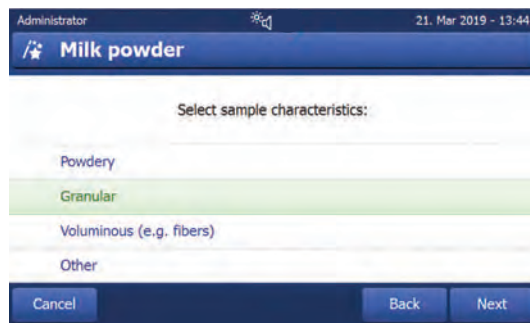 Administrator 21. Mar 2019 - 13:44
Milk powder
Select sample characteristics:
Powdery
Granular
Voluminous (e.g. fibers)
Other
Cancel Back Next